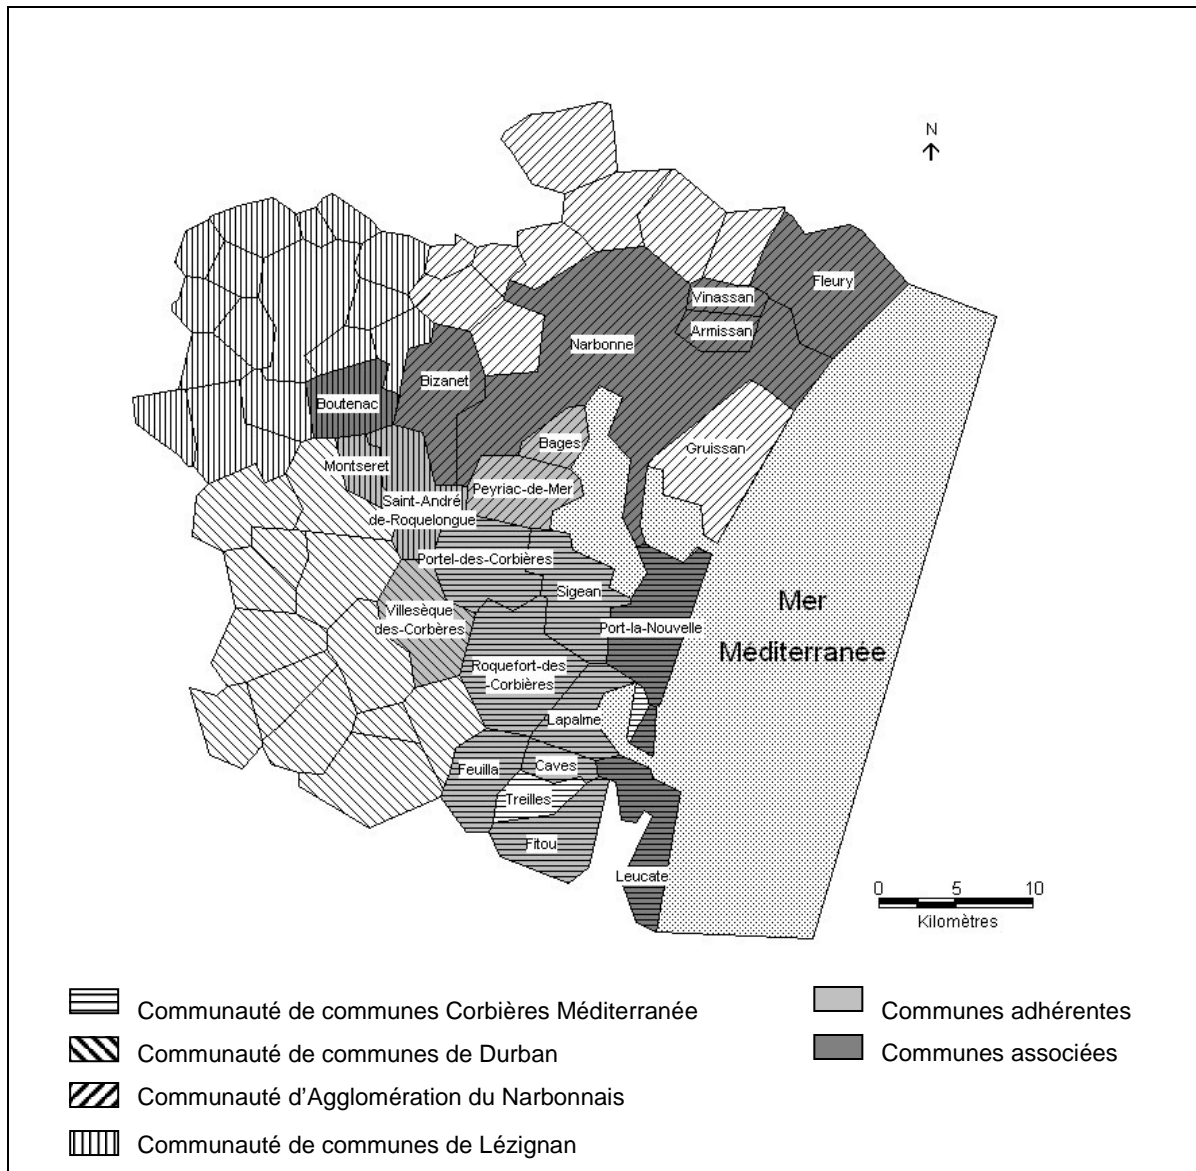 N
Fleury
Vinassan
Armissan
Narbonne
Bizanet
Boutenac
Bages
Gruissan
Montseret
Peyriac-de-Mer
Saint-André
de-Roquelongue
Portel-des-Corbières
Sigean
Mer
Méditerranée
Villesèque
des-Corbères
Port-la-Nouvelle
Roquefort-des
-Corbières
Lapalme
Feuilla
Caves
Treilles
Fitou
Leucate
0 5 10
Kilomètres
Communauté de communes Corbières Méditerranée
Communauté de communes de Durban
Communauté d'Agglomération du Narbonnais
Communauté de communes de Lézignan
Communes adhérentes
Communes associées